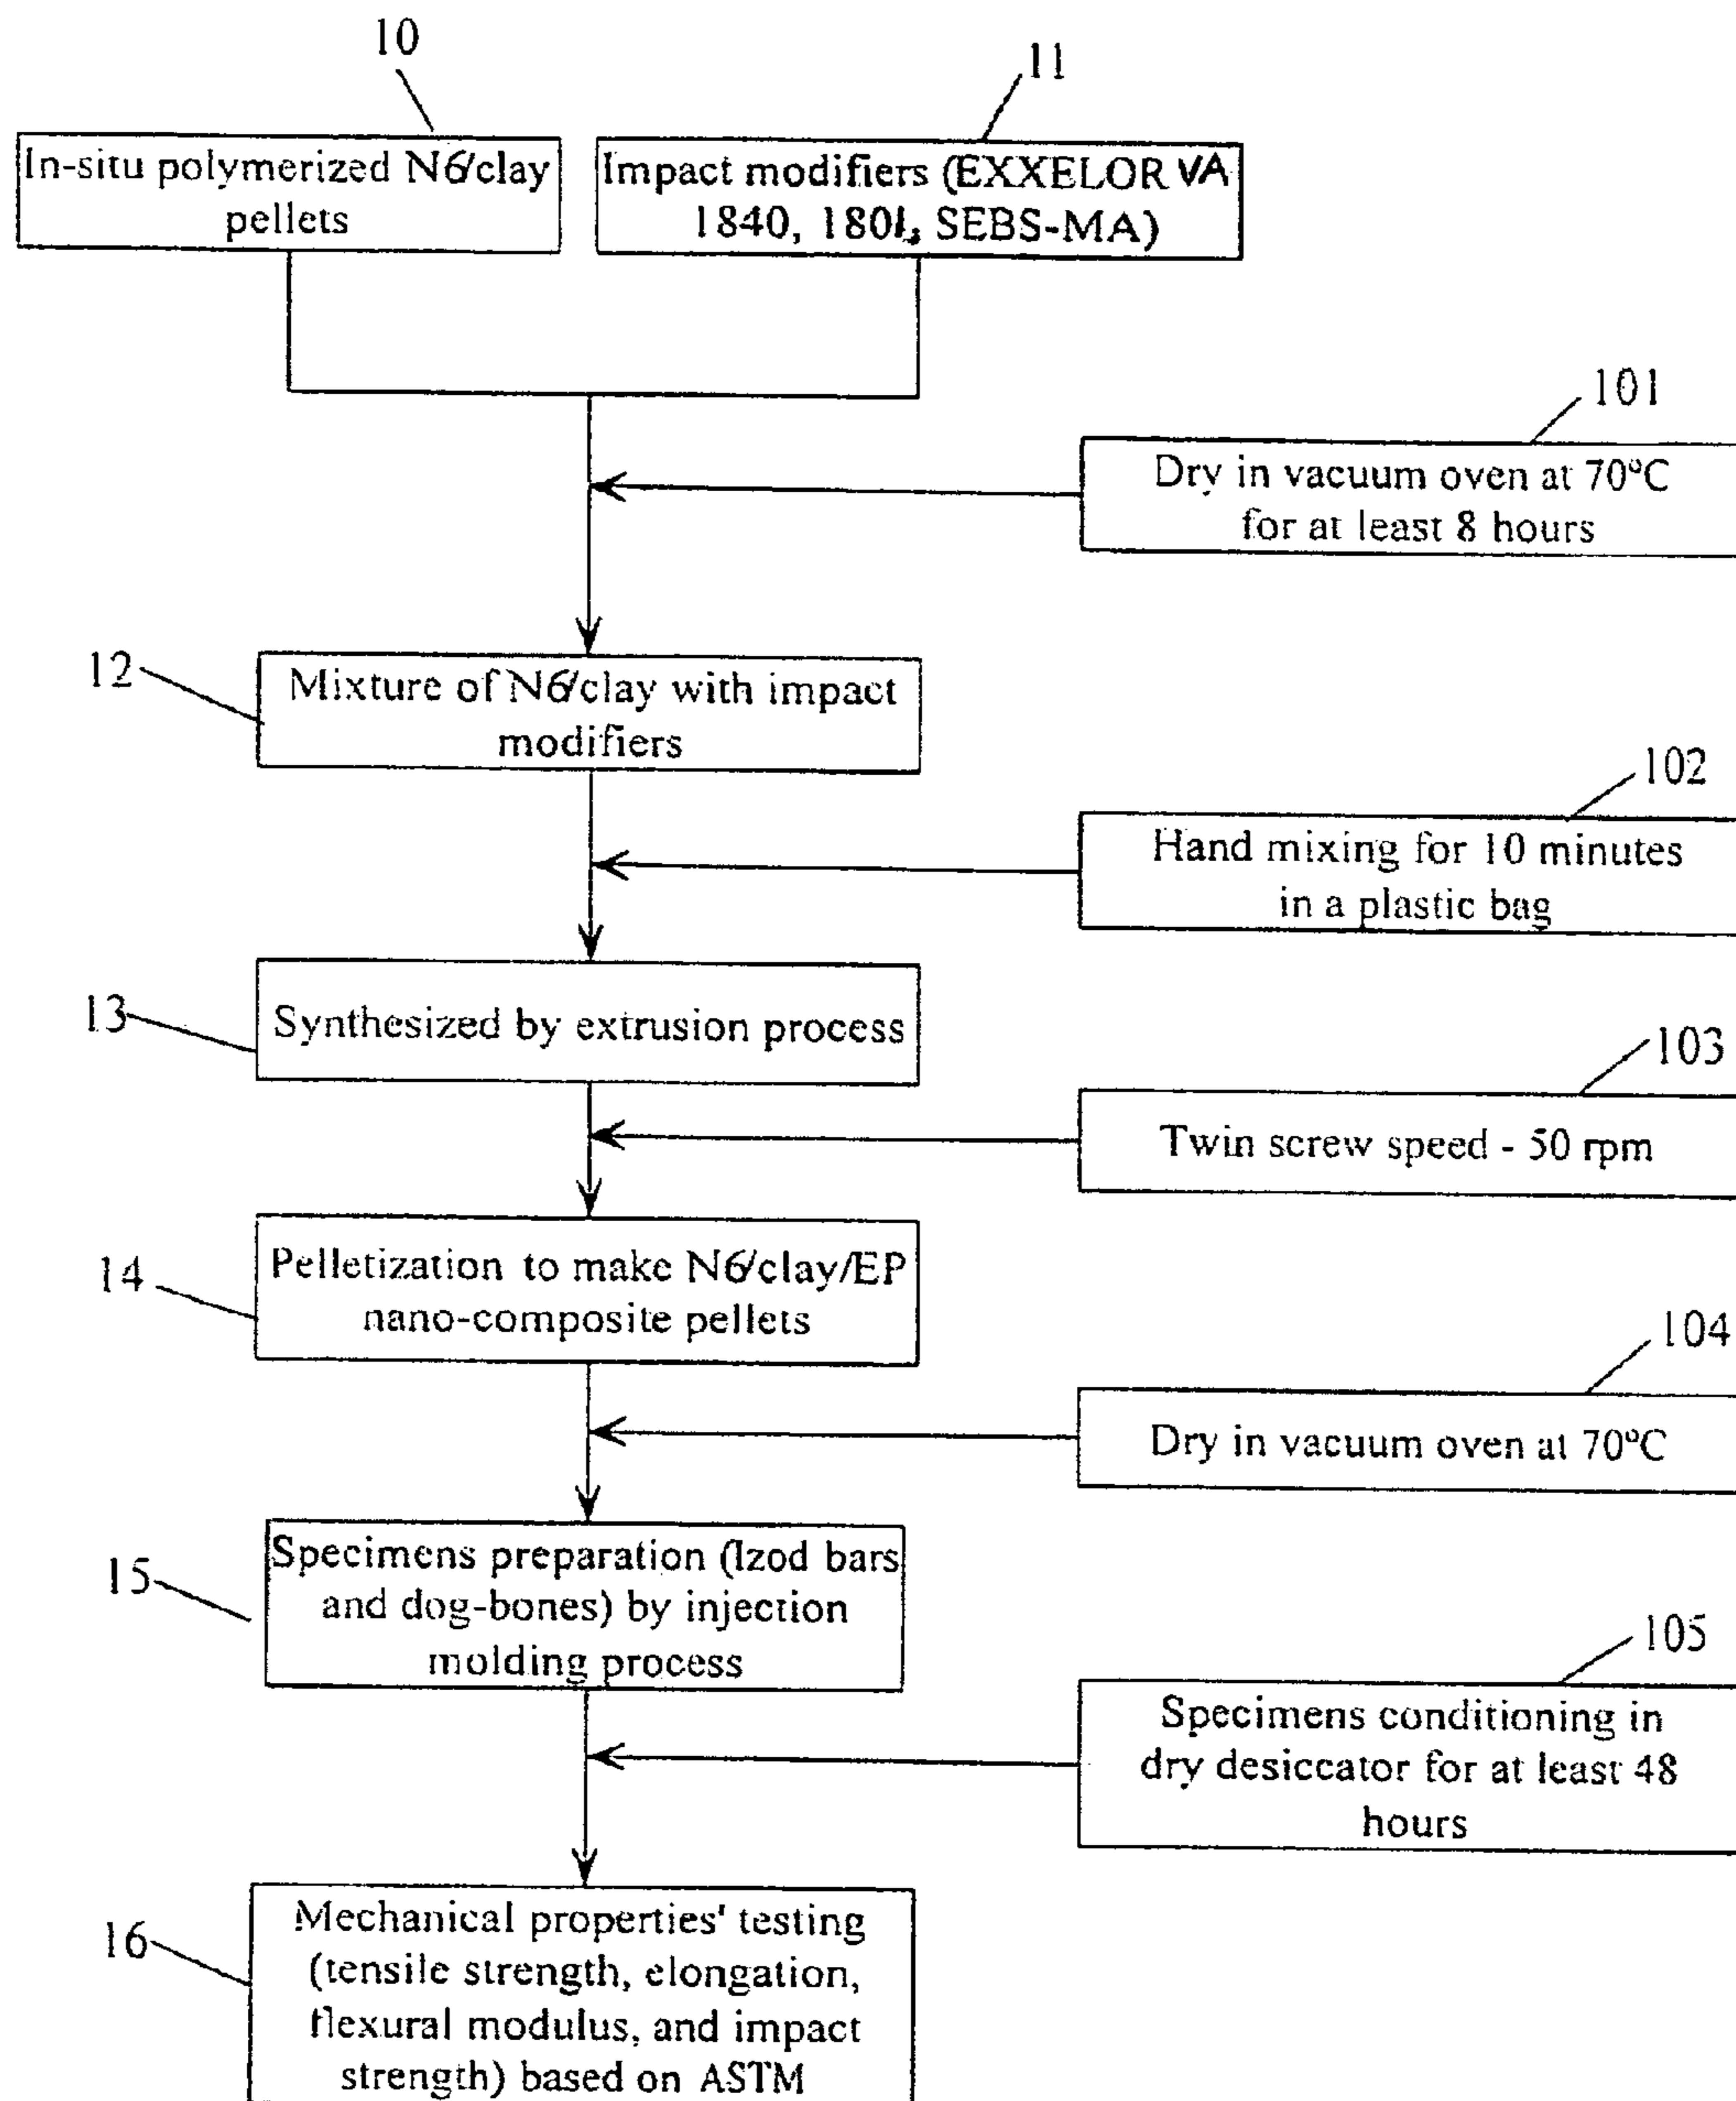 10
11
In-situ polymerized N6/clay
pellets
Impact modifiers (EXXELOR VA
1840, 1801, SEBS-MA)
101
Dry in vacuum oven at 70°C
for at least 8 hours
12
Mixture of N6/clay with impact
modifiers
102
Hand mixing for 10 minutes
in a plastic bag
13
Synthesized by extrusion process
103
Twin screw speed - 50 rpm
14
Pelletization to make N6/clay/EP
nano-composite pellets
104
Dry in vacuum oven at 70°C
15
Specimens preparation (Izod bars
and dog-bones) by injection
molding process
105
Specimens conditioning in
dry desiccator for at least 48
hours
16
Mechanical properties' testing
(tensile strength, elongation,
flexural modulus, and impact
strength) based on ASTM